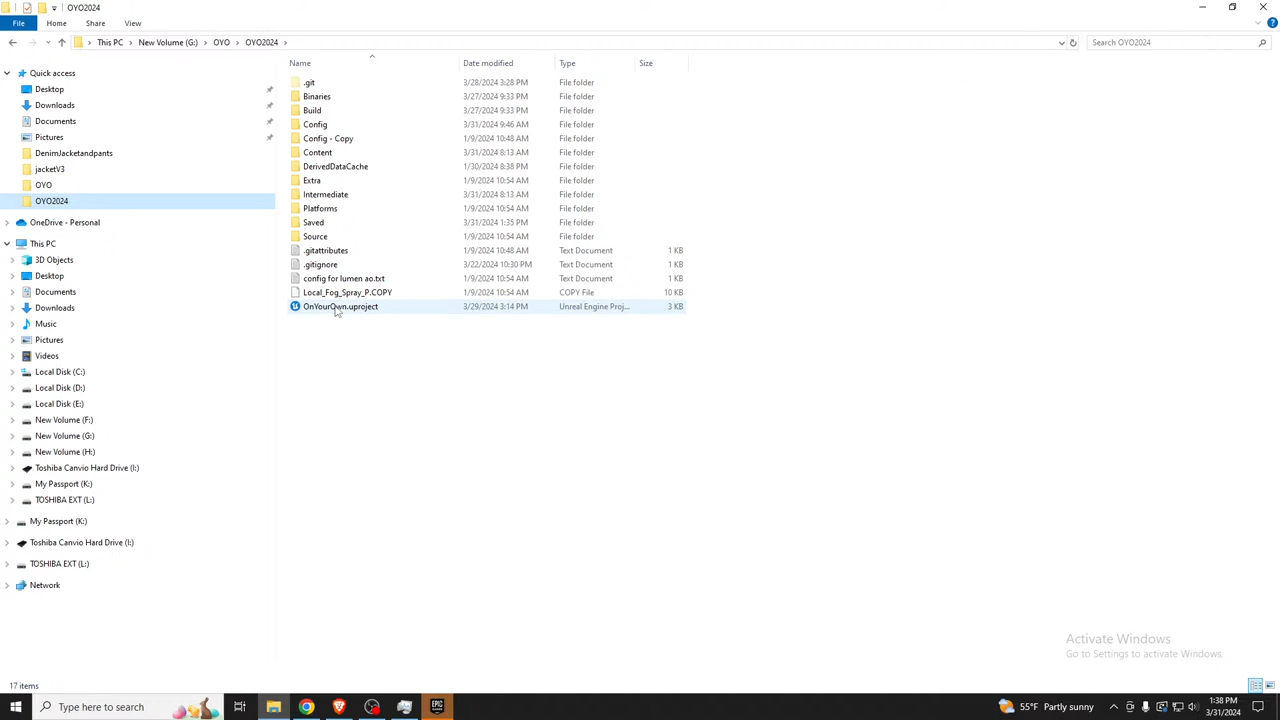 OYO2024
File
Home
Share
View
This PC
New Volume (G:)
OYO
OYO2024
Search OYO2024
Name
Date modified
Type
Size
Quick access
Desktop
Downloads
Documents
Pictures
DenimJacketandpants
jacketV3
OYO
OYO2024
OneDrive - Personal
This PC
3D Objects
Desktop
Documents
Downloads
Music
Pictures
Videos
Local Disk (C:)
Local Disk (D:)
Local Disk (E:)
New Volume (F:)
New Volume (G:)
New Volume (H:)
Toshiba Canvio Hard Drive (I:)
My Passport (K:)
TOSHIBA EXT (L:)
My Passport (K:)
Toshiba Canvio Hard Drive (I:)
TOSHIBA EXT (L:)
Network
.git 3/28/2024 3:28 PM File folder
Binaries 3/27/2024 9:33 PM File folder
Build 3/27/2024 9:33 PM File folder
Config 3/31/2024 9:46 AM File folder
Config - Copy 1/9/2024 10:48 AM File folder
Content 3/31/2024 8:13 AM File folder
DerivedDataCache 1/30/2024 8:38 PM File folder
Extra 1/9/2024 10:54 AM File folder
Intermediate 3/31/2024 8:13 AM File folder
Platforms 1/9/2024 10:54 AM File folder
Saved 3/31/2024 1:35 PM File folder
Source 1/9/2024 10:54 AM File folder
.gitattributes 1/9/2024 10:48 AM Text Document 1 KB
.gitignore 3/22/2024 10:30 PM Text Document 1 KB
config for lumen ao.txt 1/9/2024 10:54 AM Text Document 1 KB
Local_Fog_Spray_P.COPY 1/9/2024 10:54 AM COPY File 10 KB
OnYourOwn.uproject 3/29/2024 3:14 PM Unreal Engine Proj... 3 KB
Activate Windows
Go to Settings to activate Windows.
17 items
Type here to search
EPIC
GAMES
55°F Partly sunny
1:38 PM
3/31/2024